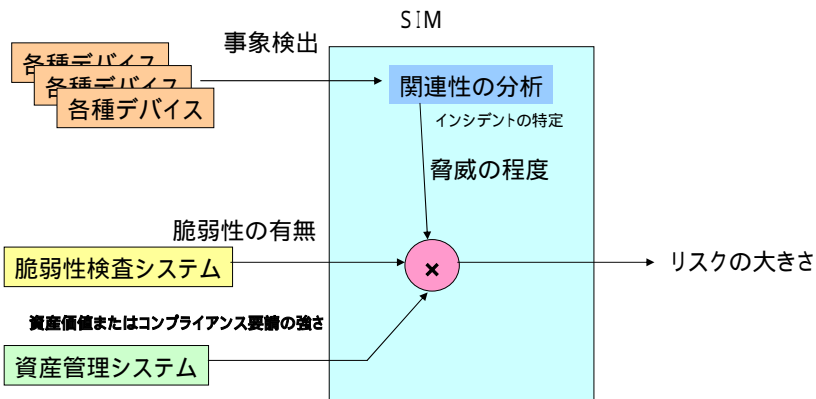 SIM
事象検出
各種デバイス
各種デバイス
各種デバイス
関連性の分析
インシデントの特定
脅威の程度
脆弱性の有無
脆弱性検査システム
×
リスクの大きさ
資産価値またはコンプライアンス要請の強さ
資産管理システム